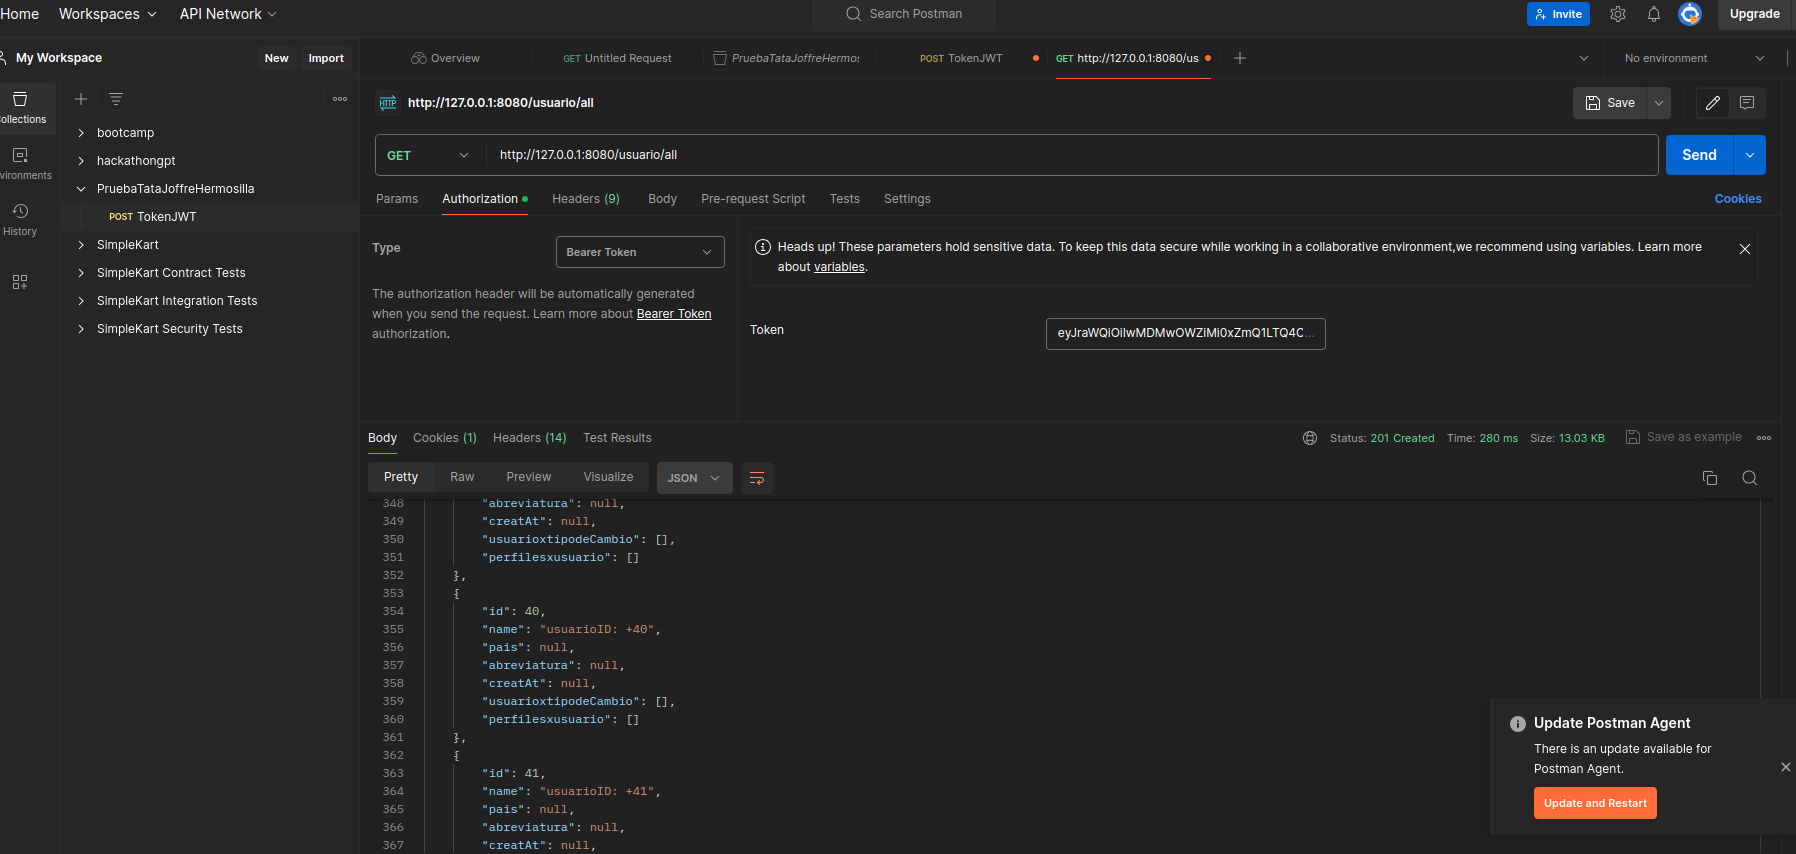 Home Workspaces API Network Search Postman Invite Upgrade
My Workspace New Import Overview GET Untitled Request PruebaTataJoffreHermos POST TokenJWT GET http://127.0.0.1:8080/us No environment
Collections
http://127.0.0.1:8080/usuario/all Save
bootcamp
hackathongpt
GET http://127.0.0.1:8080/usuario/all Send
vironments
PruebaTataJoffreHermosilla
POST TokenJWT
Params Authorization Headers (9) Body Pre-request Script Tests Settings Cookies
History
SimpleKart
SimpleKart Contract Tests
SimpleKart Integration Tests
SimpleKart Security Tests
Type Bearer Token
The authorization header will be automatically generated
when you send the request. Learn more about Bearer Token
authorization.
Heads up! These parameters hold sensitive data. To keep this data secure while working in a collaborative environment,we recommend using variables. Learn more
about variables.
Token eyJraWQiOiIwMDMwOWZiMi0xZmQ1LTQ4C...
Body Cookies (1) Headers (14) Test Results Status: 201 Created Time: 280 ms Size: 13.03 KB Save as example
Pretty Raw Preview Visualize JSON
348 "abreviatura": null,
349 "creatAt": null,
350 "usuarioxtipodeCambio": [],
351 "perfilesxusuario": []
352 },
353 {
354 "id": 40,
355 "name": "usuarioID: +40",
356 "pais": null,
357 "abreviatura": null,
358 "creatAt": null,
359 "usuarioxtipodeCambio": [],
360 "perfilesxusuario": []
361 },
362 {
363 "id": 41,
364 "name": "usuarioID: +41",
365 "pais": null,
366 "abreviatura": null,
367 "creatAt": null,
Update Postman Agent
There is an update available for
Postman Agent.
Update and Restart